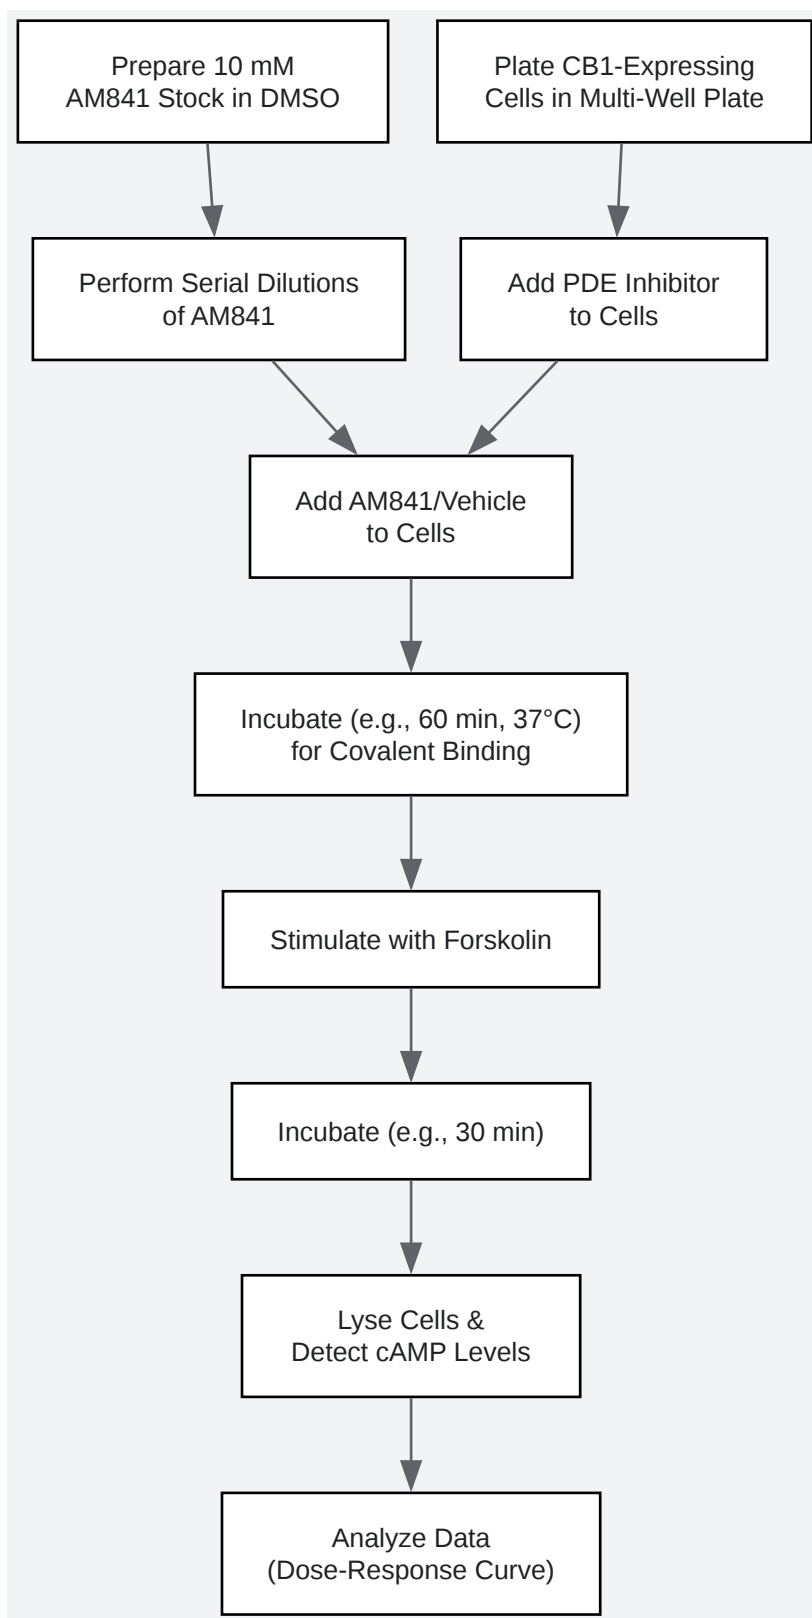 Prepare 10 mM
AM841 Stock in DMSO
Plate CB1-Expressing
Cells in Multi-Well Plate
Perform Serial Dilutions
of AM841
Add PDE Inhibitor
to Cells
Add AM841/Vehicle
to Cells
Incubate (e.g., 60 min, 37°C)
for Covalent Binding
Stimulate with Forskolin
Incubate (e.g., 30 min)
Lyse Cells &
Detect cAMP Levels
Analyze Data
(Dose-Response Curve)